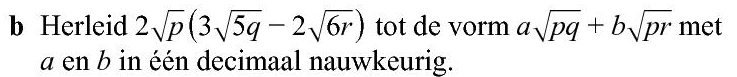 b Herleid 2√p(3√5q − 2√6r) tot de vorm a√pq + b√pr met
a en b in één decimaal nauwkeurig.